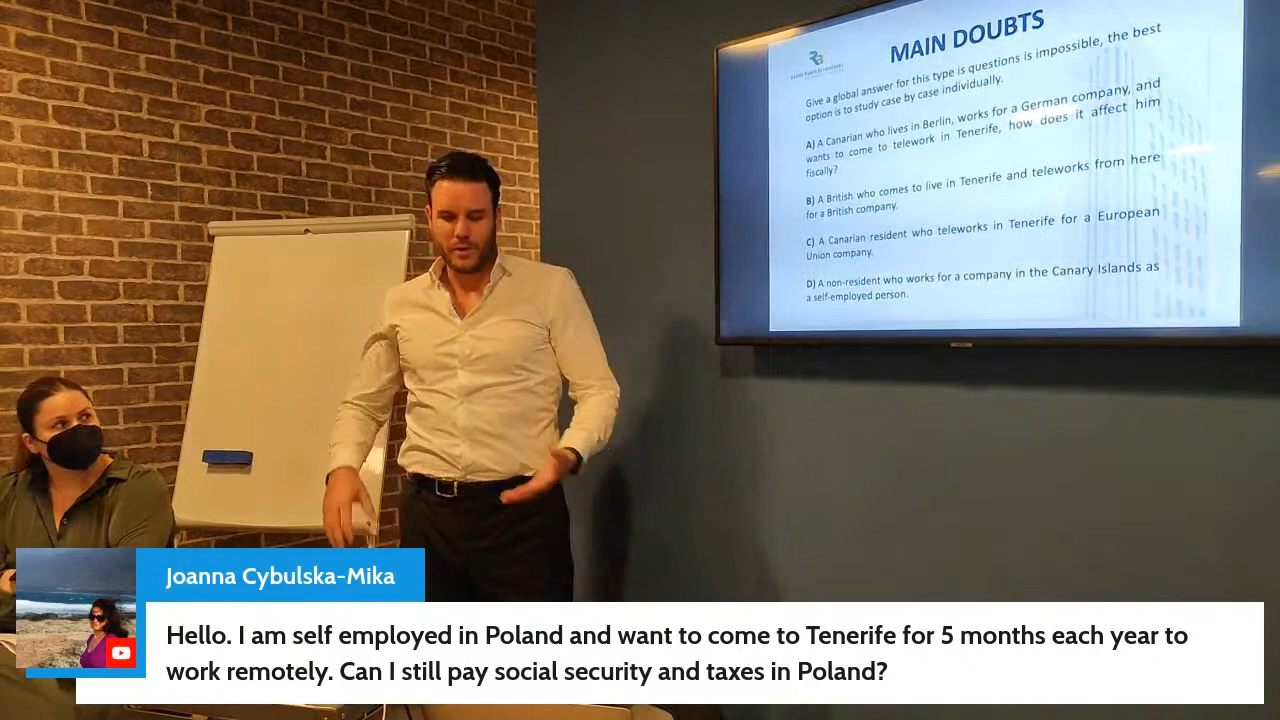 MAIN DOUBTS
Give a global answer for this type is questions is impossible, the best
option is to study case by case individually.
A) A Canarian who lives in Berlin, works for a German company, and
wants to come to telework in Tenerife, how does it affect him
fiscally?
B) A British who comes to live in Tenerife and teleworks from here
for a British company.
C) A Canarian resident who teleworks in Tenerife for a European
Union company.
D) A non-resident who works for a company in the Canary Islands as
a self-employed person.
Joanna Cybulska-Mika
Hello. I am self employed in Poland and want to come to Tenerife for 5 months each year to
work remotely. Can I still pay social security and taxes in Poland?